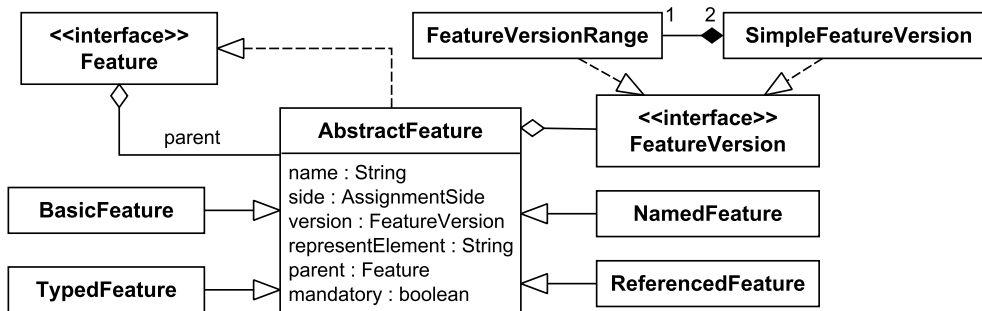 <<interface>>
Feature
FeatureVersionRange
1
2
SimpleFeatureVersion
<<interface>>
FeatureVersion
parent
AbstractFeature
name : String
side : AssignmentSide
version : FeatureVersion
representElement : String
parent : Feature
mandatory : boolean
BasicFeature
TypedFeature
NamedFeature
ReferencedFeature